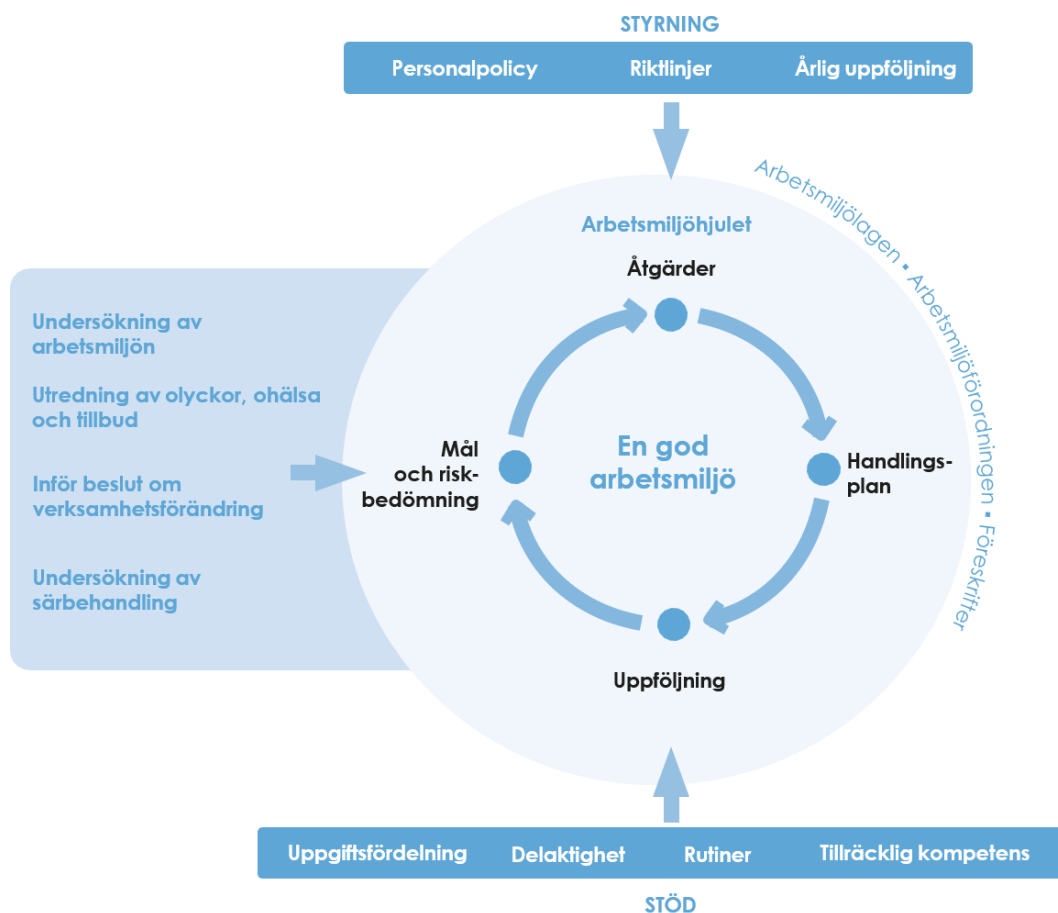 STYRNING
Personalpolicy Riktlinjer Årlig uppföljning
Arbetsmiljölagen • Arbetsmiljöförordningen • Föreskrifter
Arbetsmiljöhjulet
Åtgärder
Undersökning av
arbetsmiljön
Utredning av olyckor, ohälsa
och tillbud
Inför beslut om
verksamhetsförändring
Undersökning av
särbehandling
Mål
och risk-
bedömning
En god
arbetsmiljö
Handlings-
plan
Uppföljning
Uppgiftsfördelning Delaktighet Rutiner Tillräcklig kompetens
STÖD